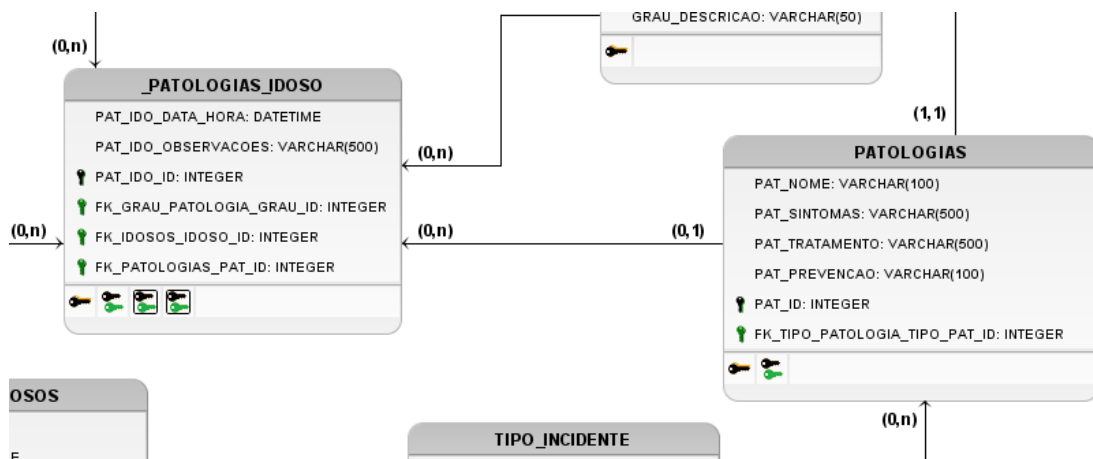 GRAU_DESCRICAO: VARCHAR(50)
(0,n)
_PATOLOGIAS_IDOSO
PAT_IDO_DATA_HORA: DATETIME
PAT_IDO_OBSERVACOES: VARCHAR(500)
PAT_IDO_ID: INTEGER
FK_GRAU_PATOLOGIA_GRAU_ID: INTEGER
FK_IDOSOS_IDOSO_ID: INTEGER
FK_PATOLOGIAS_PAT_ID: INTEGER
(0,n)
(0,n)
(0,n)
(0,1)
(1,1)
PATOLOGIAS
PAT_NOME: VARCHAR(100)
PAT_SINTOMAS: VARCHAR(500)
PAT_TRATAMENTO: VARCHAR(500)
PAT_PREVENCAO: VARCHAR(100)
PAT_ID: INTEGER
FK_TIPO_PATOLOGIA_TIPO_PAT_ID: INTEGER
(0,n)
OSOS
TIPO_INCIDENTE